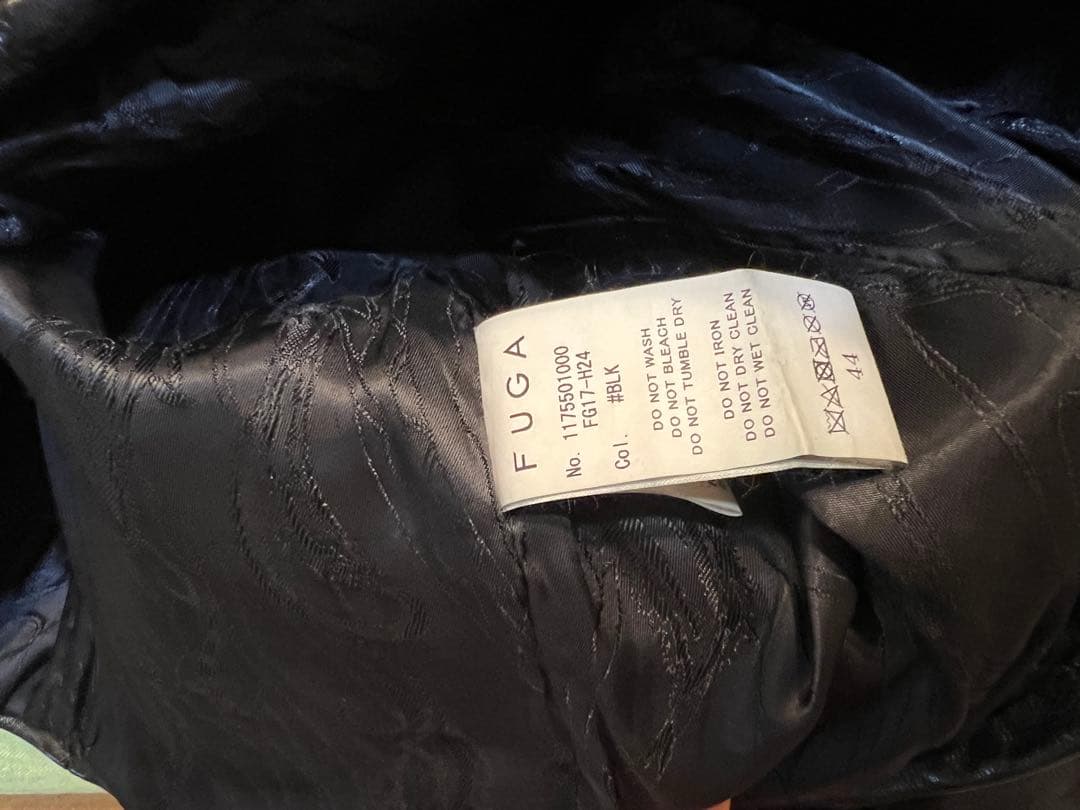 FUGA
No. 1175501000
FG17-H24
Col. #BLK
DO NOT WASH
DO NOT BLEACH
DO NOT TUMBLE DRY
DO NOT IRON
DO NOT DRY CLEAN
DO NOT WET CLEAN
44